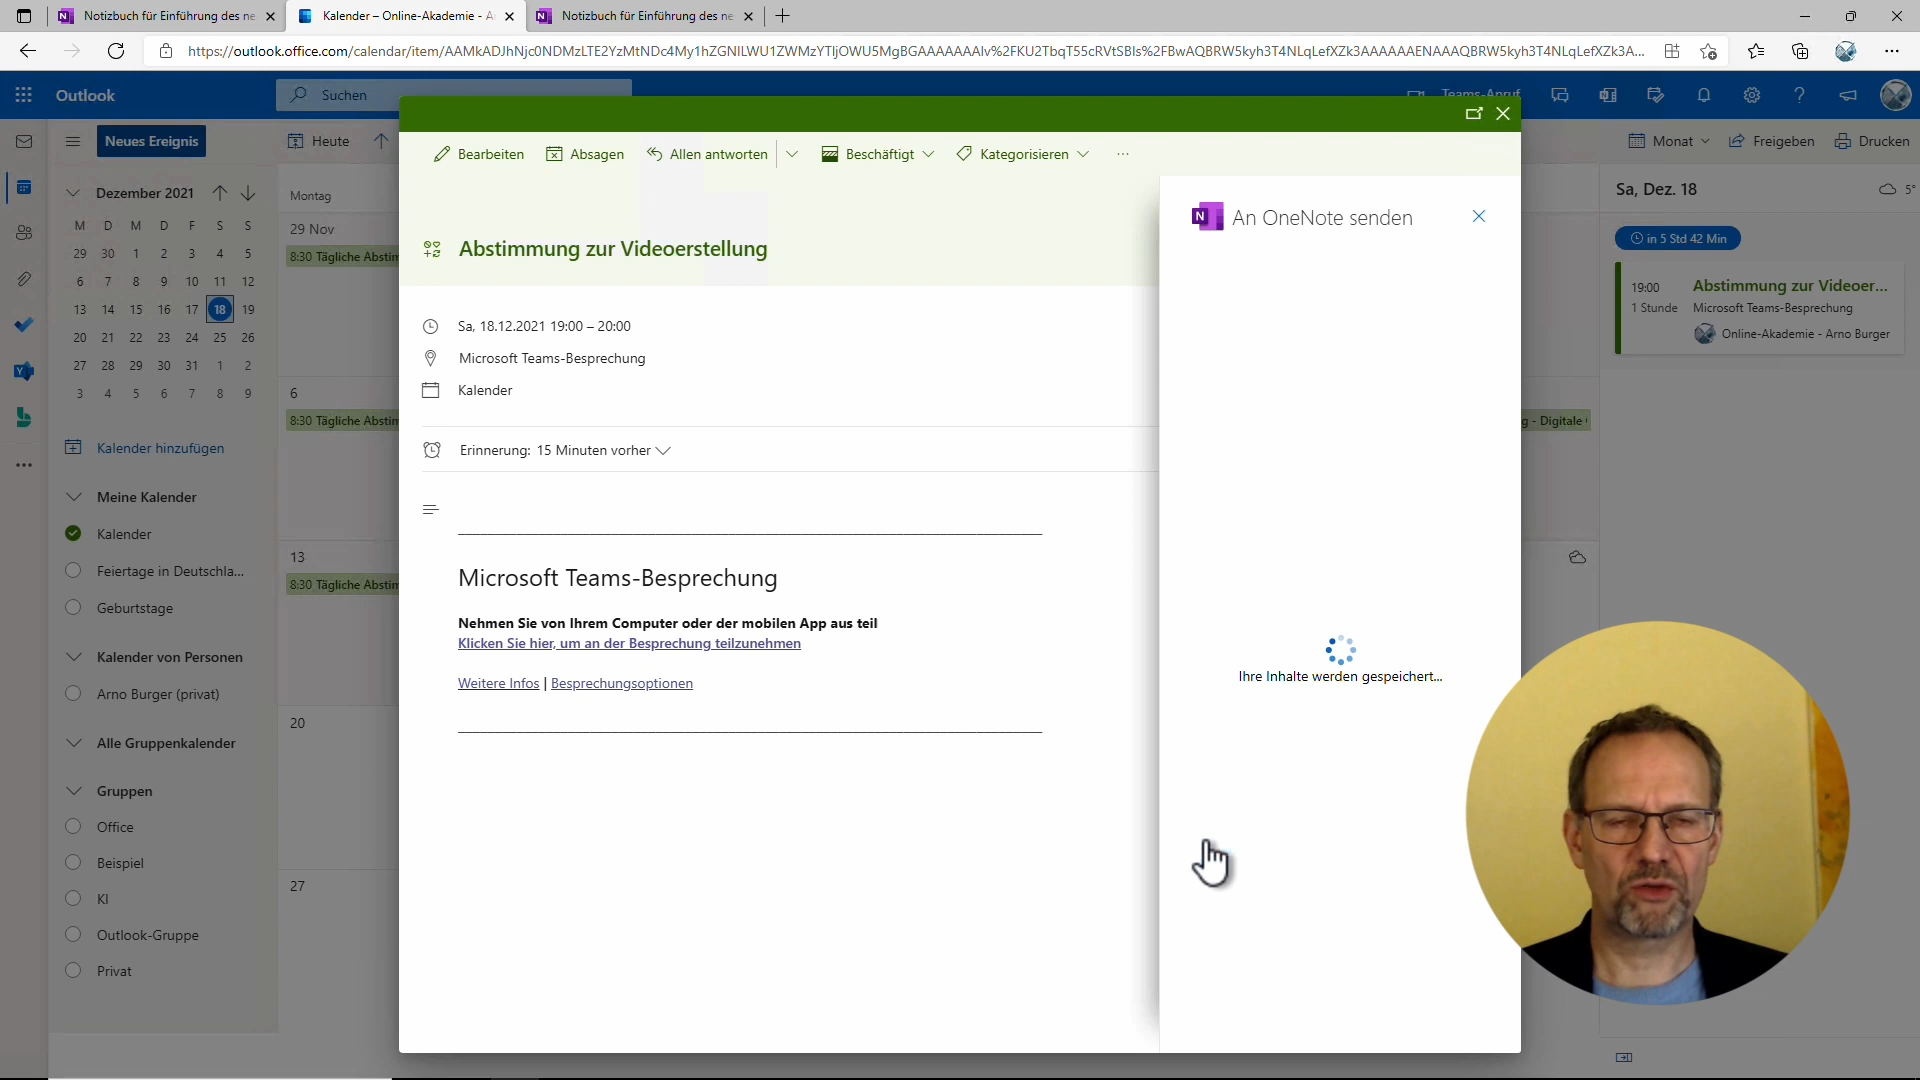 Notizbuch für Einführung des ne
Kalender – Online-Akademie - A
Notizbuch für Einführung des ne
Outlook
Suchen
Teams-Anruf
Neues Ereignis
Heute
Monat
Freigeben
Drucken
Bearbeiten
Absagen
Allen antworten
Beschäftigt
Kategorisieren
Dezember 2021
M D M D F S S
29 30 1 2 3 4 5
6 7 8 9 10 11 12
13 14 15 16 17 18 19
20 21 22 23 24 25 26
27 28 29 30 31 1 2
3 4 5 6 7 8 9
Kalender hinzufügen
Meine Kalender
Kalender
Feiertage in Deutschla...
Geburtstage
Kalender von Personen
Arno Burger (privat)
Alle Gruppenkalender
Gruppen
Office
Beispiel
KI
Outlook-Gruppe
Privat
Montag
29 Nov
8:30 Tägliche Abstim
6
8:30 Tägliche Abstim
13
8:30 Tägliche Abstim
20
27
Abstimmung zur Videoerstellung
Sa, 18.12.2021 19:00 – 20:00
Microsoft Teams-Besprechung
Kalender
Erinnerung: 15 Minuten vorher
Microsoft Teams-Besprechung
Nehmen Sie von Ihrem Computer oder der mobilen App aus teil
Klicken Sie hier, um an der Besprechung teilzunehmen
Weitere Infos | Besprechungsoptionen
An OneNote senden
Ihre Inhalte werden gespeichert...
g - Digitale
Sa, Dez. 18
5°
in 5 Std 42 Min
19:00 Abstimmung zur Videoer...
1 Stunde Microsoft Teams-Besprechung
Online-Akademie - Arno Burger